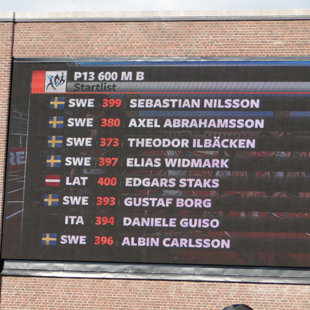 P13 600 M B
Startlist
SWE 399 SEBASTIAN NILSSON
SWE 380 AXEL ABRAHAMSSON
SWE 373 THEODOR ILBÄCKEN
SWE 397 ELIAS WIDMARK
LAT 400 EDGARS STAKS
SWE 393 GUSTAF BORG
ITA 394 DANIELE GUISO
SWE 396 ALBIN CARLSSON